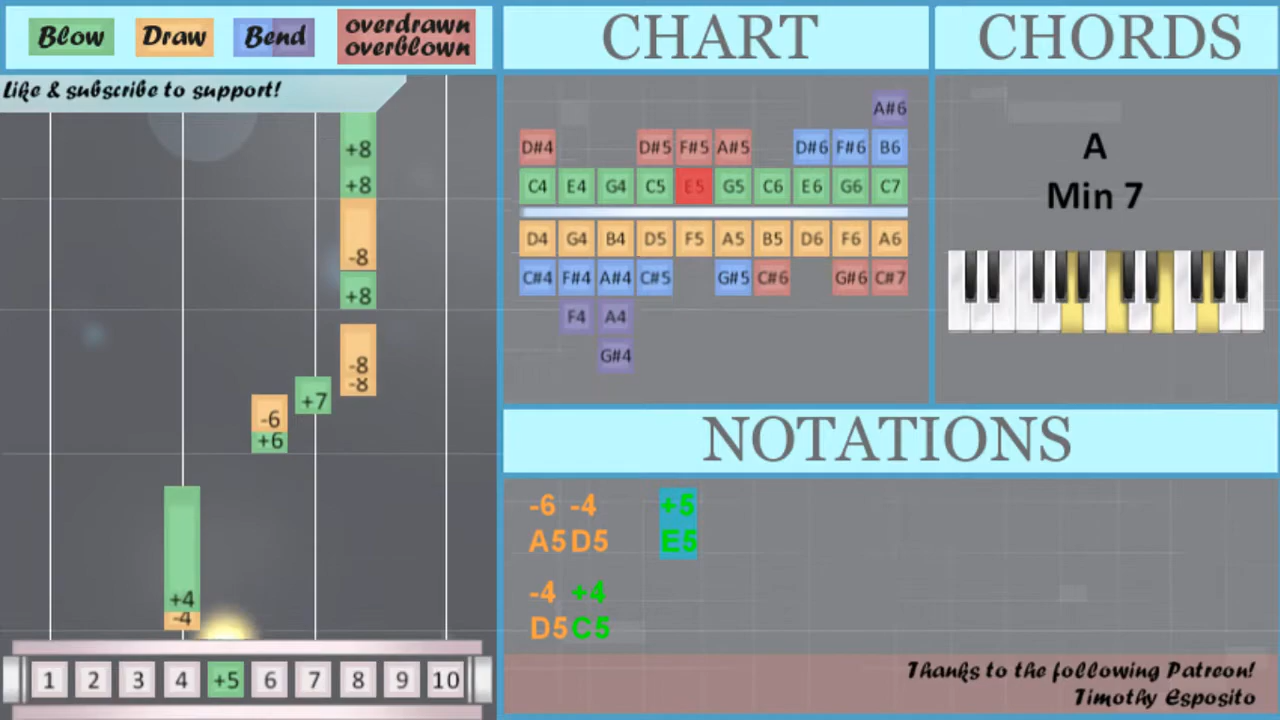 Blow Draw Bend overdrawn
overblown
CHART
CHORDS
Like & subscribe to support!
+8
+8
-8
+8
-8
-8
+7
-6
+6
+4
-4
1 2 3 4 +5 6 7 8 9 10
A#6
D#4 D#5 F#5 A#5 D#6 F#6 B6
C4 E4 G4 C5 E5 G5 C6 E6 G6 C7
D4 G4 B4 D5 F5 A5 B5 D6 F6 A6
C#4 F#4 A#4 C#5 G#5 C#6 G#6 C#7
F4 A4
G#4
A
Min 7
NOTATIONS
-6 -4 +5
A5 D5 E5
-4 +4
D5 C5
Thanks to the following Patreon!
Timothy Esposito